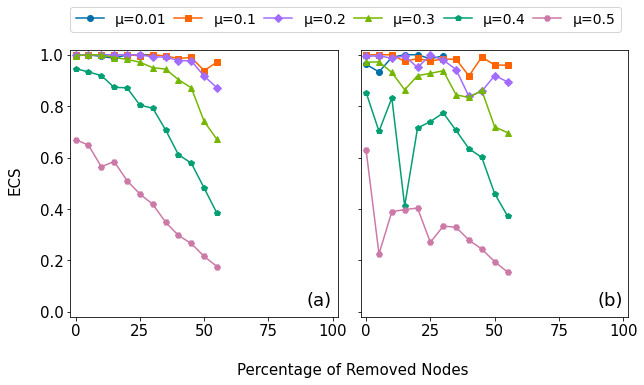 μ=0.01 μ=0.1 μ=0.2 μ=0.3 μ=0.4 μ=0.5
1.0
0.8
0.6
0.4
0.2
0.0
ECS
(a) (b)
0 25 50 75 100 0 25 50 75 100
Percentage of Removed Nodes